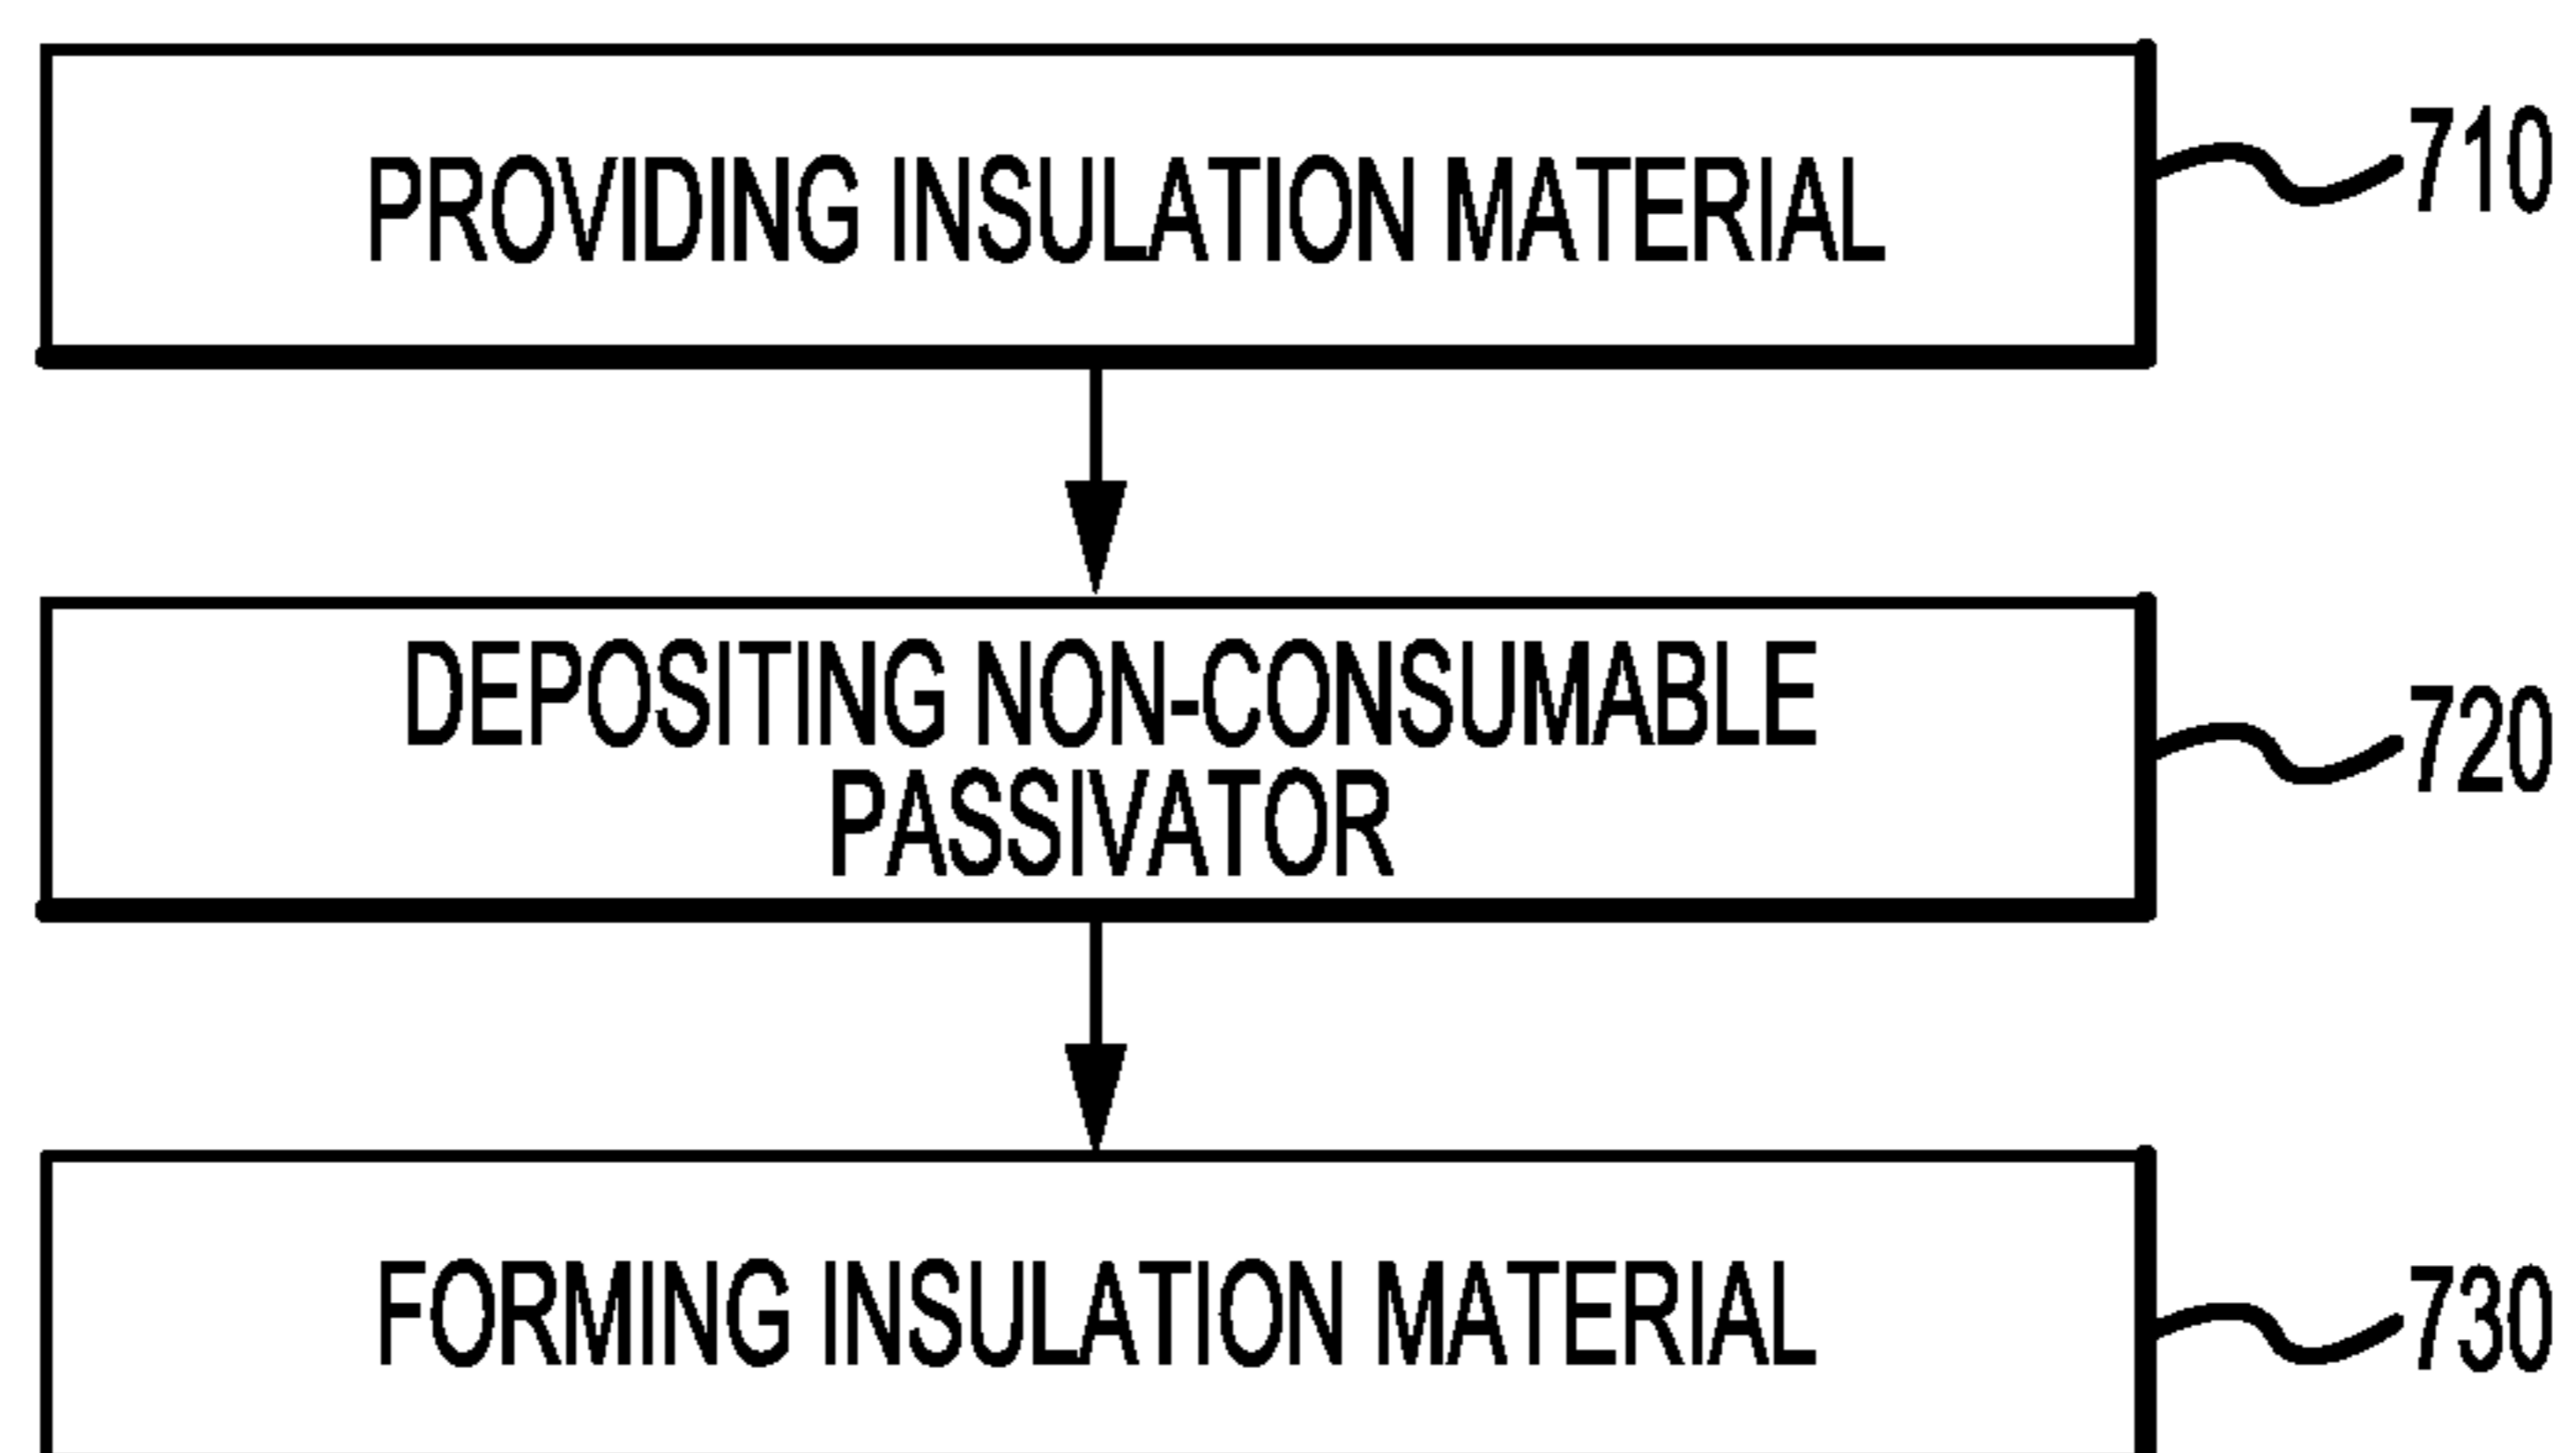 PROVIDING INSULATION MATERIAL
710
DEPOSITING NON-CONSUMABLE
PASSIVATOR
720
FORMING INSULATION MATERIAL
730